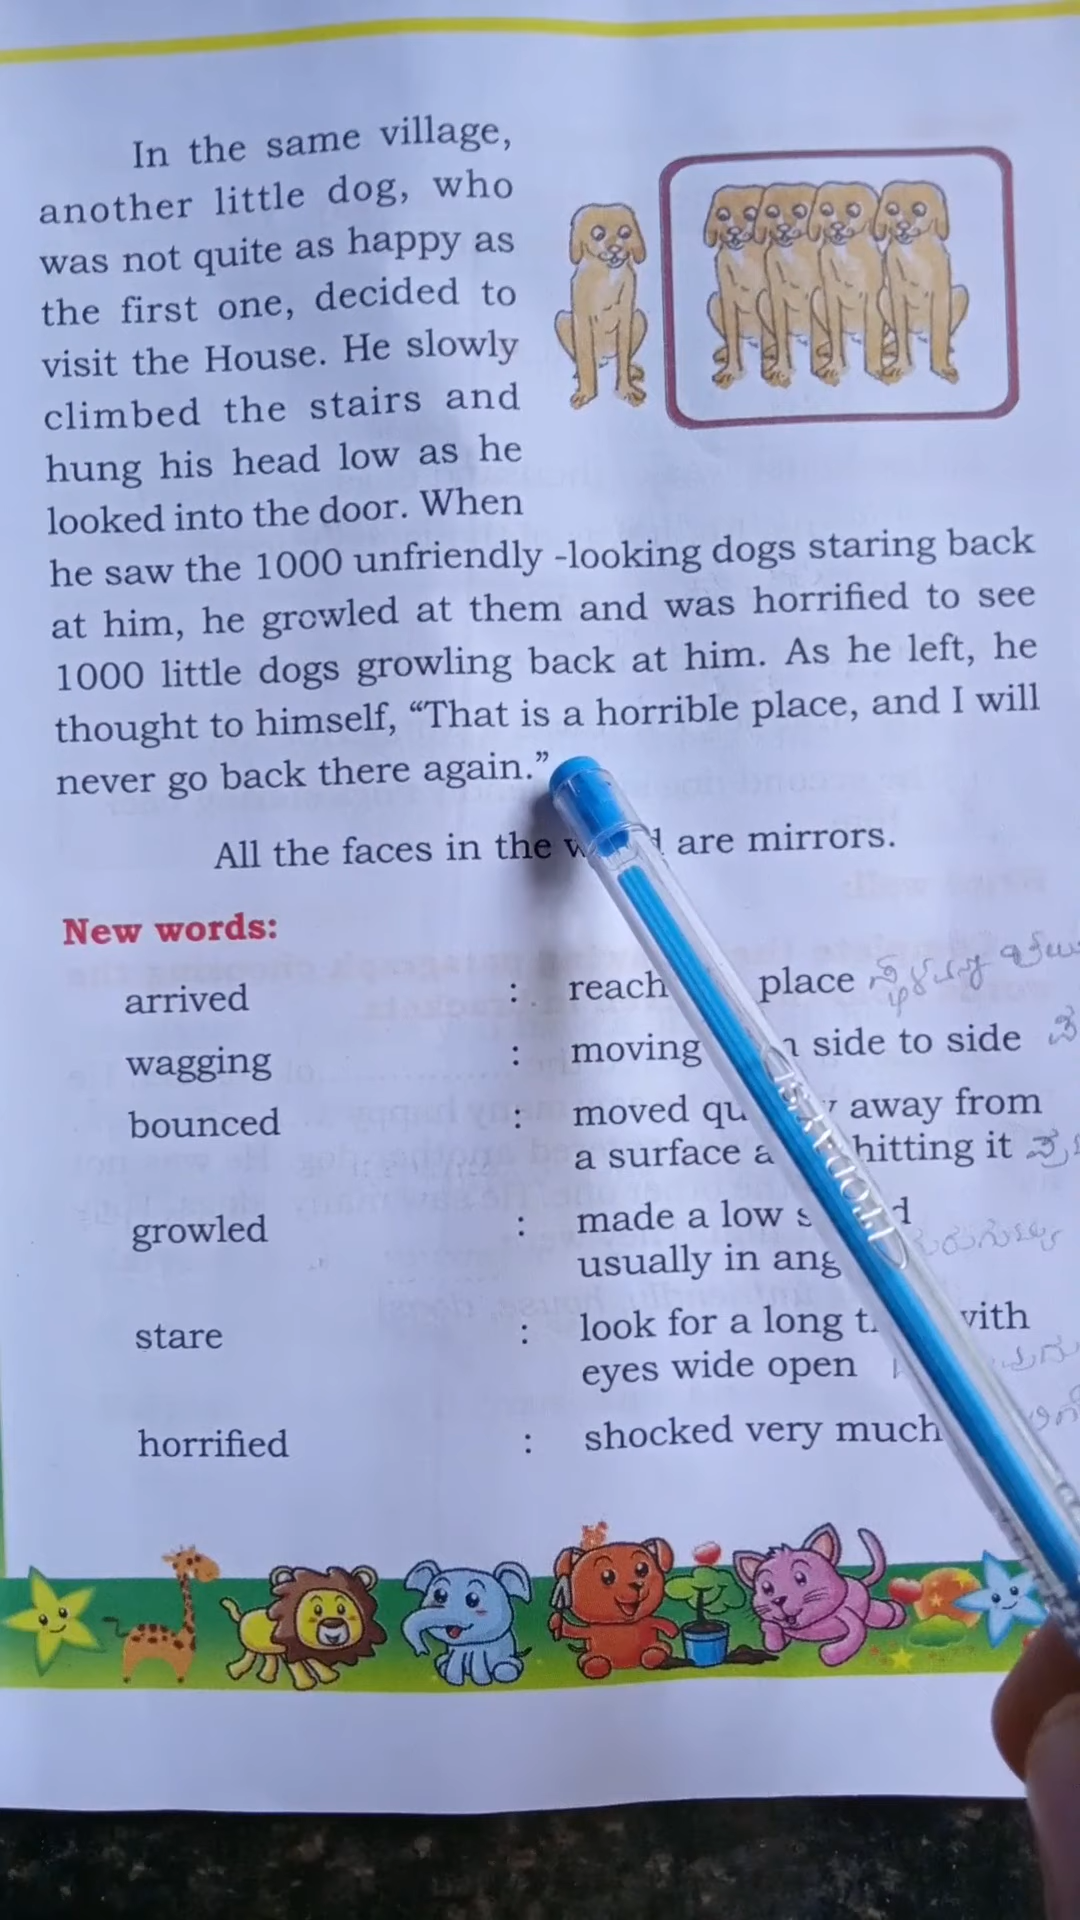 In the same village,
another little dog, who
was not quite as happy as
the first one, decided to
visit the House. He slowly
climbed the stairs and
hung his head low as he
looked into the door. When
he saw the 1000 unfriendly -looking dogs staring back
at him, he growled at them and was horrified to see
1000 little dogs growling back at him. As he left, he
thought to himself, “That is a horrible place, and I will
never go back there again.”
All the faces in the are mirrors.
New words:
arrived : reach place
wagging : moving side to side
bounced : moved away from
a surface hitting it
growled : made a low
usually in
stare : look for a long
eyes wide open
horrified : shocked very much